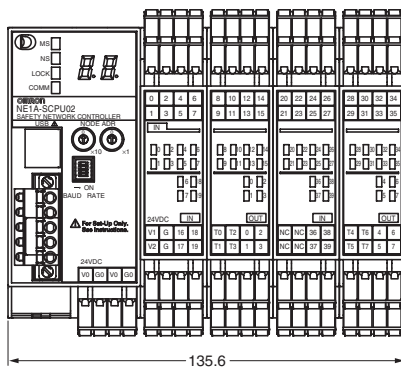 MS
NS
LOCK
COMM
OMRON
NE1A-SCPU02
SAFETY NETWORK CONTROLLER
USB NODE ADR
×10 ×1
ON
BAUD RATE
For Set-Up Only.
See Instructions.
24VDC
V0 G0 V0 G0
0 2 4 6
1 3 5 7
IN
24VDC IN
V1 G 16 18
V2 G 17 19
8 10 12 14
9 11 13 15
OUT
T0 T2 0 2
T1 T3 1 3
20 22 24 26
21 23 25 27
IN
NC NC 36 38
NC NC 37 39
28 30 32 34
29 31 33 35
OUT
T4 T6 4 6
T5 T7 5 7
135.6